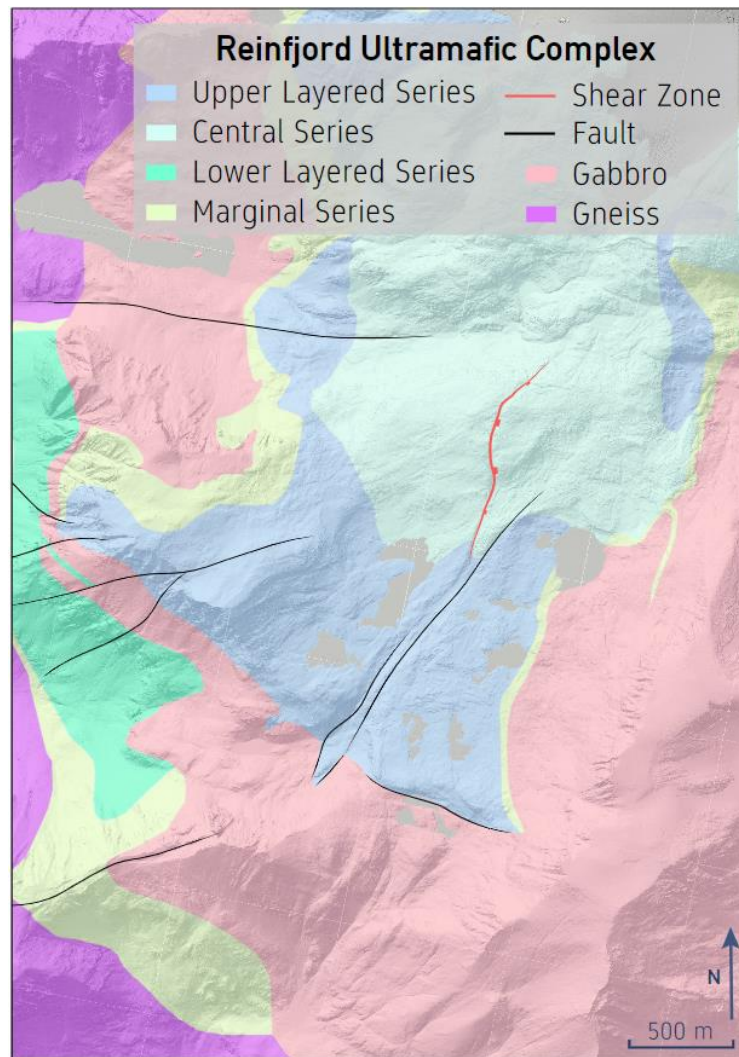 Reinfjord Ultramafic Complex
Upper Layered Series
Central Series
Lower Layered Series
Marginal Series
Shear Zone
Fault
Gabbro
Gneiss
N
500 m